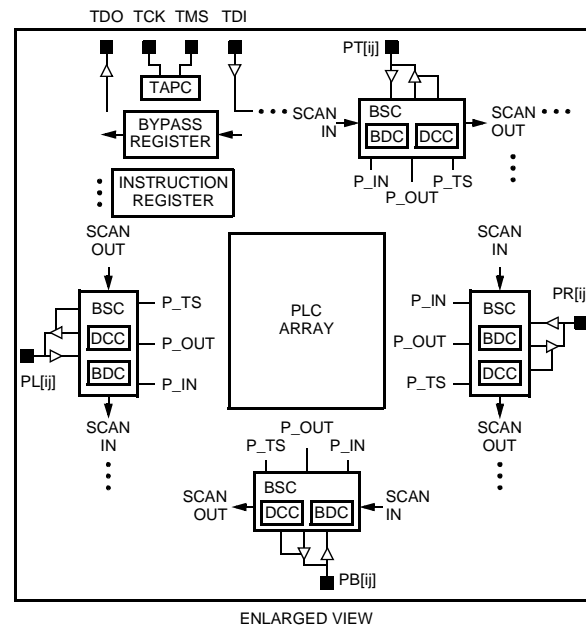 TDO TCK TMS TDI
PT[ij]
TAPC
SCAN IN
BSC
BDC DCC
SCAN OUT
BYPASS REGISTER
P_IN P_TS
P_OUT
INSTRUCTION REGISTER
SCAN OUT
SCAN IN
BSC
P_TS
DCC
P_OUT
BDC
P_IN
PL[ij]
SCAN IN
PLC ARRAY
P_IN
BSC
PR[ij]
P_OUT
BDC
P_TS
DCC
SCAN OUT
P_OUT
P_TS P_IN
BSC
SCAN OUT
DCC BDC
SCAN IN
PB[ij]
ENLARGED VIEW